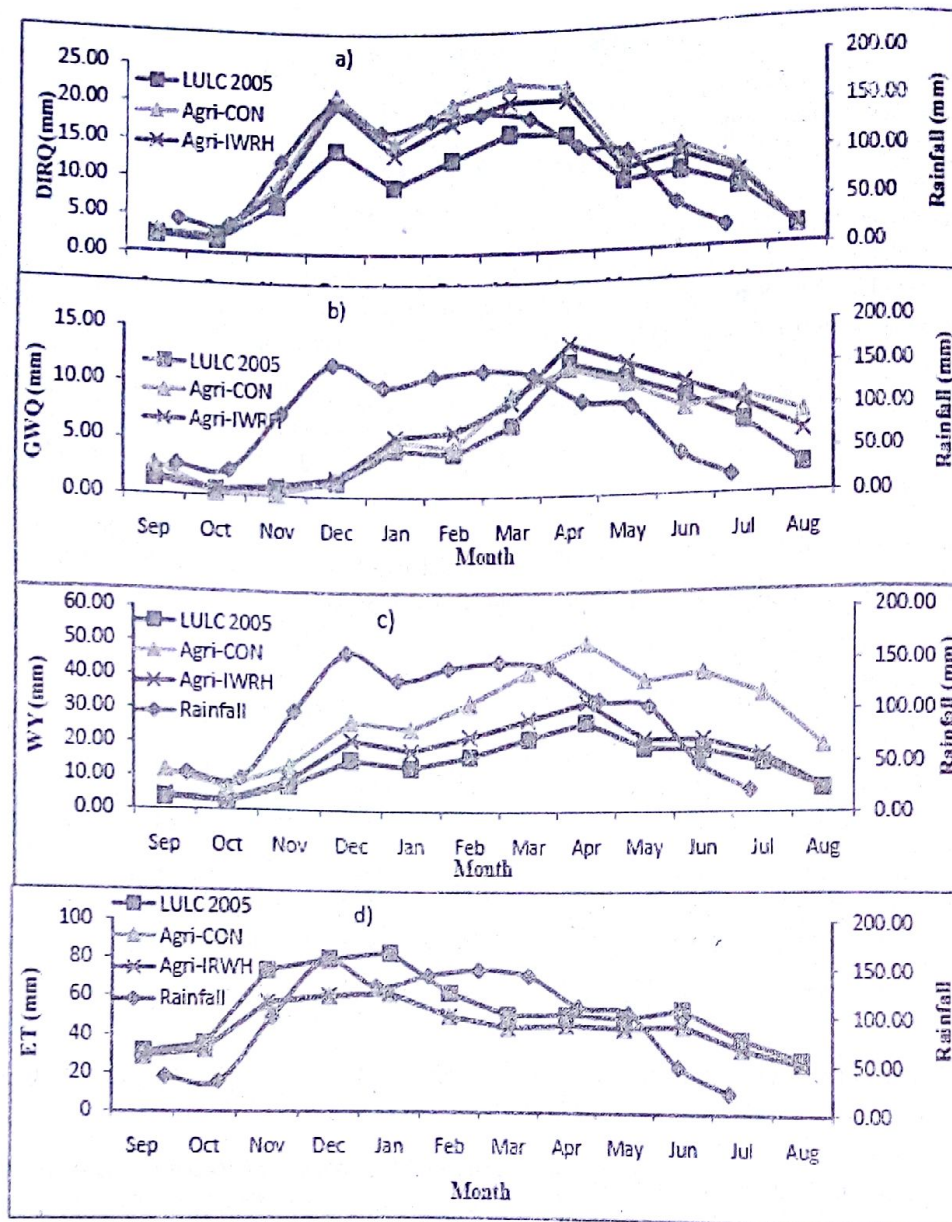 a)
LULC 2005
Agri-CON
Agri-IWRH
25.00
20.00
15.00
10.00
5.00
0.00
DIRQ (mm)
200.00
150.00
100.00
50.00
0.00
Rainfall (mm)
b)
LULC 2005
Agri-CON
Agri-IWRH
15.00
10.00
5.00
0.00
GWQ (mm)
200.00
150.00
100.00
50.00
0.00
Rainfall (mm)
Sep Oct Nov Dec Jan Feb Mar Apr May Jun Jul Aug
Month
c)
LULC 2005
Agri-CON
Agri-IWRH
Rainfall
60.00
50.00
40.00
30.00
20.00
10.00
0.00
WY (mm)
200.00
150.00
100.00
50.00
0.00
Rainfall (mm)
Sep Oct Nov Dec Jan Feb Mar Apr May Jun Jul Aug
Month
d)
LULC 2005
Agri-CON
Agri-IRWH
Rainfall
100
80
60
40
20
0
ET (mm)
200.00
150.00
100.00
50.00
0.00
Rainfall
Sep Oct Nov Dec Jan Feb Mar Apr May Jun Jul Aug
Month